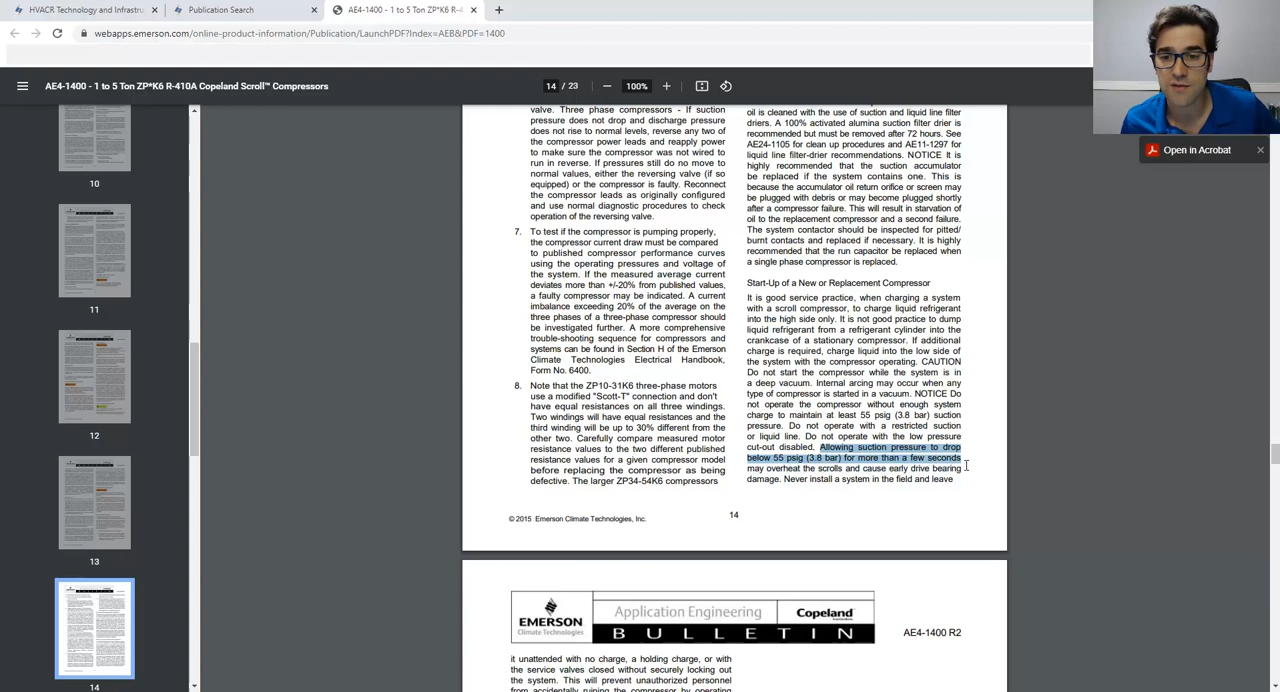 HVACR Technology and Infrastru
Publication Search
AE4-1400 - 1 to 5 Ton ZP*K6 R-4
webapps.emerson.com/online-product-information/Publication/LaunchPDF?Index=AEB&PDF=1400
AE4-1400 - 1 to 5 Ton ZP*K6 R-410A Copeland Scroll™ Compressors
14 / 23
100%
Open in Acrobat
10
11
12
13
14
valve. Three phase compressors - If suction
pressure does not drop and discharge pressure
does not rise to normal levels, reverse any two of
the compressor power leads and reapply power
to make sure the compressor was not wired to
run in reverse. If pressures still do no move to
normal values, either the reversing valve (if so
equipped) or the compressor is faulty. Reconnect
the compressor leads as originally configured
and use normal diagnostic procedures to check
operation of the reversing valve.
7. To test if the compressor is pumping properly,
the compressor current draw must be compared
to published compressor performance curves
using the operating pressures and voltage of
the system. If the measured average current
deviates more than +/-20% from published values,
a faulty compressor may be indicated. A current
imbalance exceeding 20% of the average on the
three phases of a three-phase compressor should
be investigated further. A more comprehensive
trouble-shooting sequence for compressors and
systems can be found in Section H of the Emerson
Climate Technologies Electrical Handbook,
Form No. 6400.
8. Note that the ZP10-31K6 three-phase motors
use a modified "Scott-T" connection and don't
have equal resistances on all three windings.
Two windings will have equal resistances and the
third winding will be up to 30% different from the
other two. Carefully compare measured motor
resistance values to the two different published
resistance values for a given compressor model
before replacing the compressor as being
defective. The larger ZP34-54K6 compressors
oil is cleaned with the use of suction and liquid line filter
driers. A 100% activated alumina suction filter drier is
recommended but must be removed after 72 hours. See
AE24-1105 for clean up procedures and AE11-1297 for
liquid line filter-drier recommendations. NOTICE It is
highly recommended that the suction accumulator
be replaced if the system contains one. This is
because the accumulator oil return orifice or screen may
be plugged with debris or may become plugged shortly
after a compressor failure. This will result in starvation of
oil to the replacement compressor and a second failure.
The system contactor should be inspected for pitted/
burnt contacts and replaced if necessary. It is highly
recommended that the run capacitor be replaced when
a single phase compressor is replaced.
Start-Up of a New or Replacement Compressor
It is good service practice, when charging a system
with a scroll compressor, to charge liquid refrigerant
into the high side only. It is not good practice to dump
liquid refrigerant from a refrigerant cylinder into the
crankcase of a stationary compressor. If additional
charge is required, charge liquid into the low side of
the system with the compressor operating. CAUTION
Do not start the compressor while the system is in
a deep vacuum. Internal arcing may occur when any
type of compressor is started in a vacuum. NOTICE Do
not operate the compressor without enough system
charge to maintain at least 55 psig (3.8 bar) suction
pressure. Do not operate with a restricted suction
or liquid line. Do not operate with the low pressure
cut-out disabled. Allowing suction pressure to drop
below 55 psig (3.8 bar) for more than a few seconds
may overheat the scrolls and cause early drive bearing
damage. Never install a system in the field and leave
© 2015 Emerson Climate Technologies, Inc.
14
EMERSON
Climate Technologies
Application Engineering
BULLETIN
Copeland
AE4-1400 R2
it unattended with no charge, a holding charge, or with
the service valves closed without securely locking out
the system. This will prevent unauthorized personnel
from accidentally ruining the compressor by operating